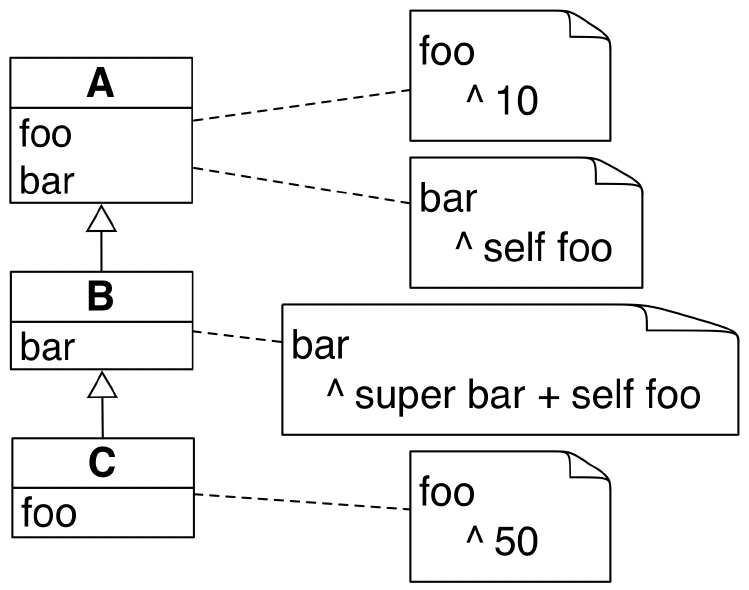 A
foo
bar
foo
^ 10
bar
^ self foo
B
bar
bar
^ super bar + self foo
C
foo
foo
^ 50